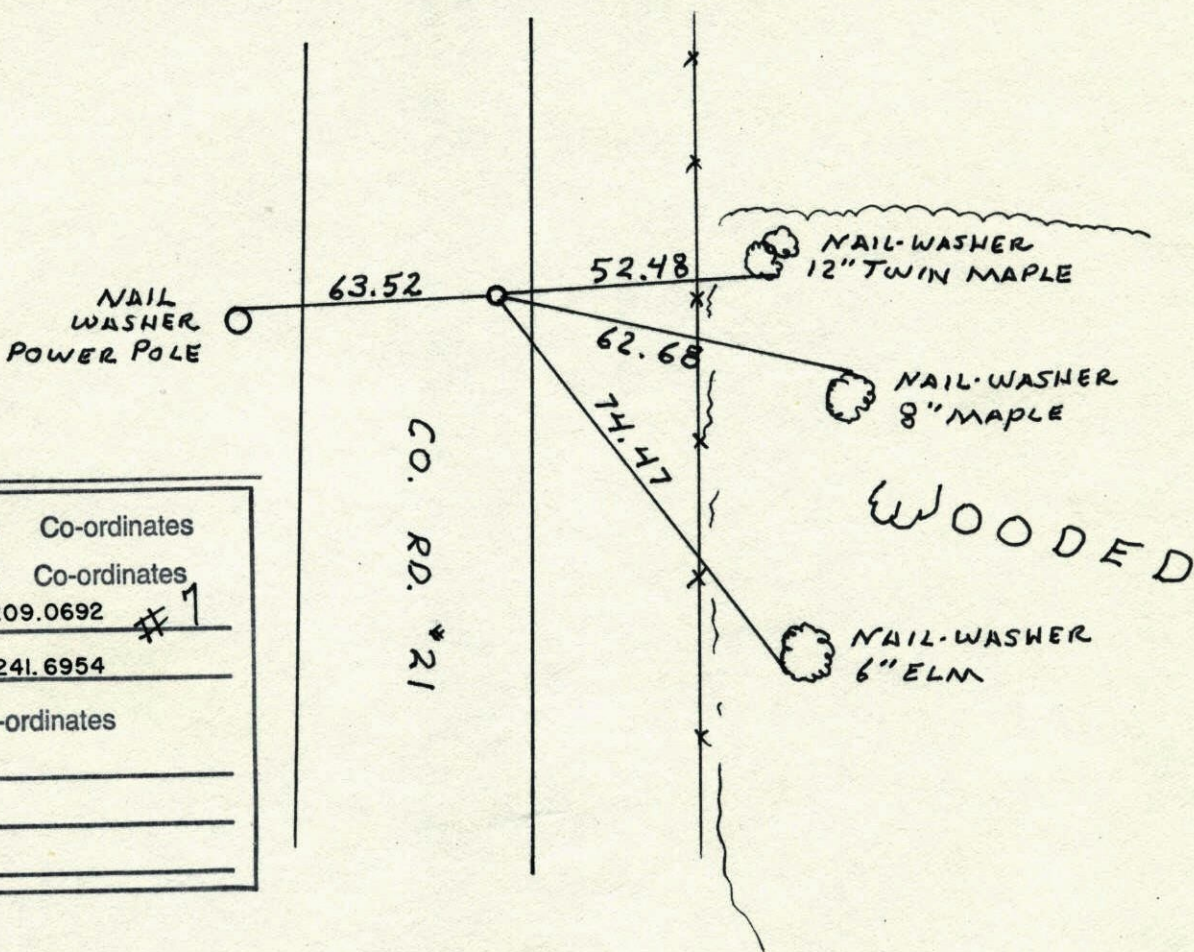 NAIL
WASHER
POWER POLE
63.52
52.48
NAIL-WASHER
12" TWIN MAPLE
62.68
NAIL-WASHER
8" MAPLE
74.47
CO. RD. #21
WOODED
NAIL-WASHER
6" ELM
Co-ordinates
Co-ordinates
09.0692 # 7
241.6954
-ordinates